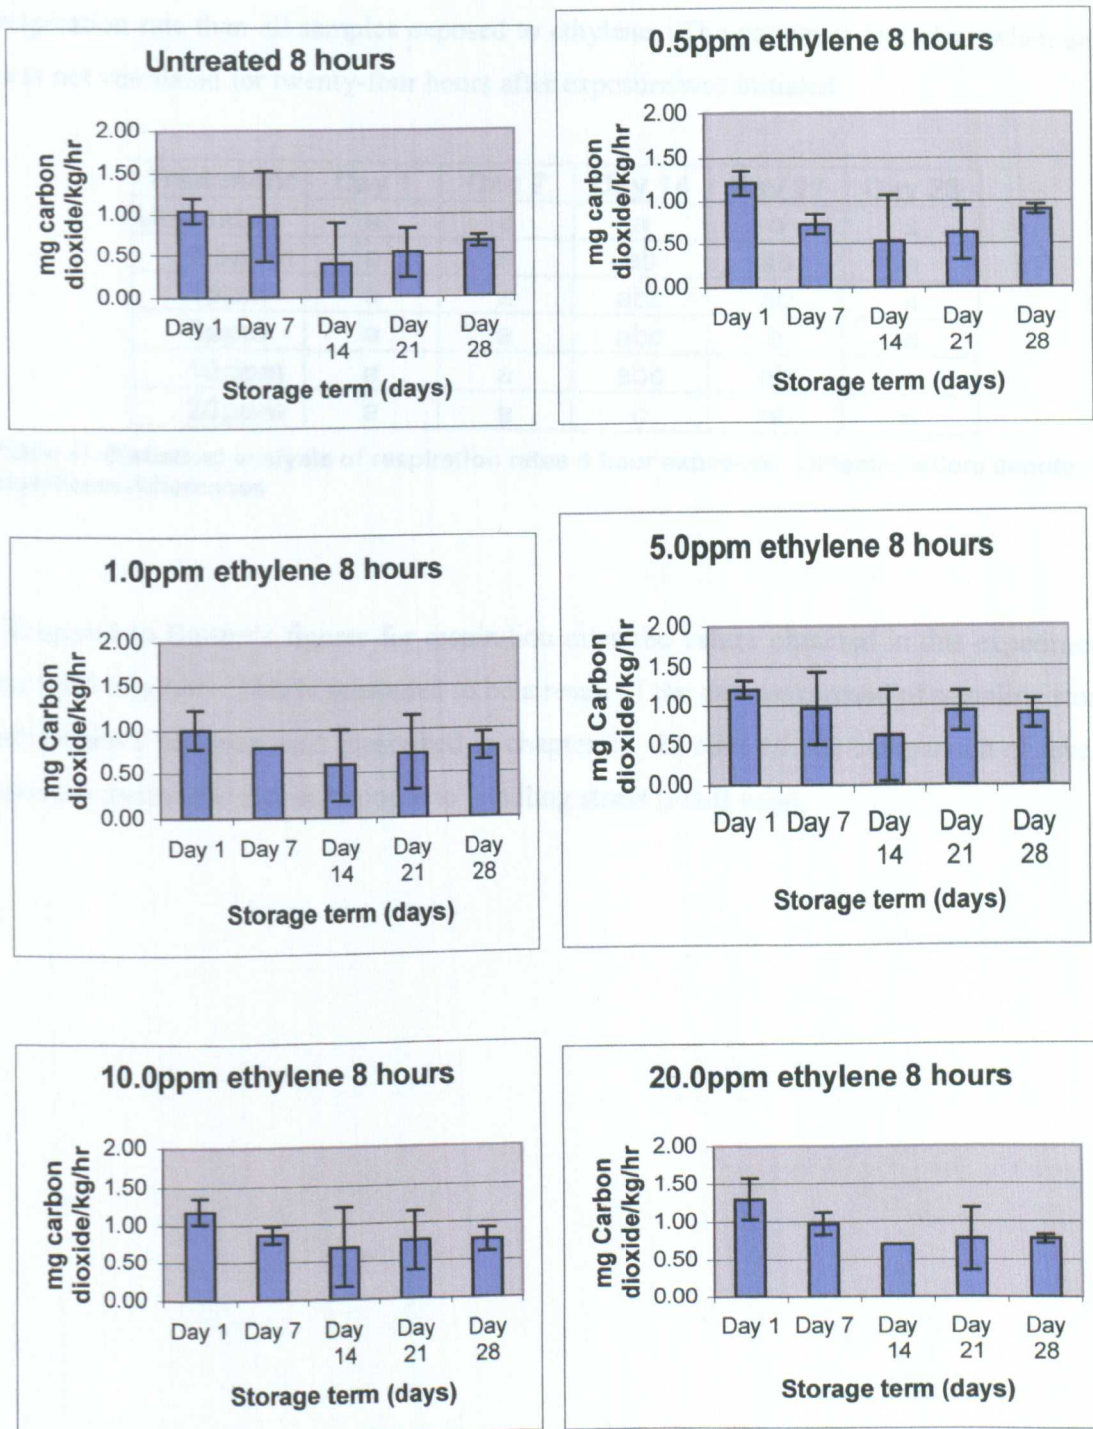 Untreated 8 hours
2.00
1.50
1.00
0.50
0.00
mg carbon
dioxide/kg/hr
Day 1 Day 7 Day Day Day
14 21 28
Storage term (days)
0.5ppm ethylene 8 hours
2.00
1.50
1.00
0.50
0.00
mg carbon
dioxide/kg/hr
Day 1 Day 7 Day Day Day
14 21 28
Storage term (days)
1.0ppm ethylene 8 hours
2.00
1.50
1.00
0.50
0.00
mg Carbon
dioxide/kg/hr
Day 1 Day 7 Day Day Day
14 21 28
Storage term (days)
5.0ppm ethylene 8 hours
2.00
1.50
1.00
0.50
0.00
mg Carbon
dioxide/kg/hr
Day 1 Day 7 Day Day Day
14 21 28
Storage term (days)
10.0ppm ethylene 8 hours
2.00
1.50
1.00
0.50
0.00
mg carbon
dioxide/kg/hr
Day 1 Day 7 Day Day Day
14 21 28
Storage term (days)
20.0ppm ethylene 8 hours
2.00
1.50
1.00
0.50
0.00
mg Carbon
dioxide/kg/hr
Day 1 Day 7 Day Day Day
14 21 28
Storage term (days)